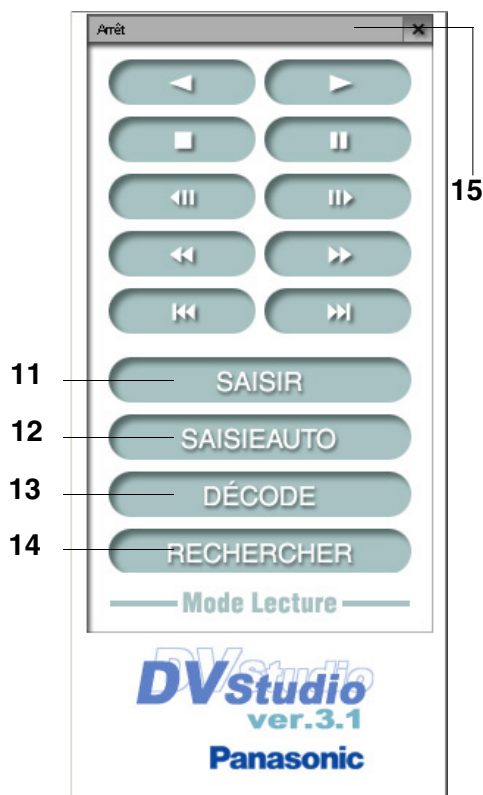 Arrêt
15
11 SAISIR
12 SAISIEAUTO
13 DÉCODE
14 RECHERCHER
Mode Lecture
DVStudio
ver.3.1
Panasonic